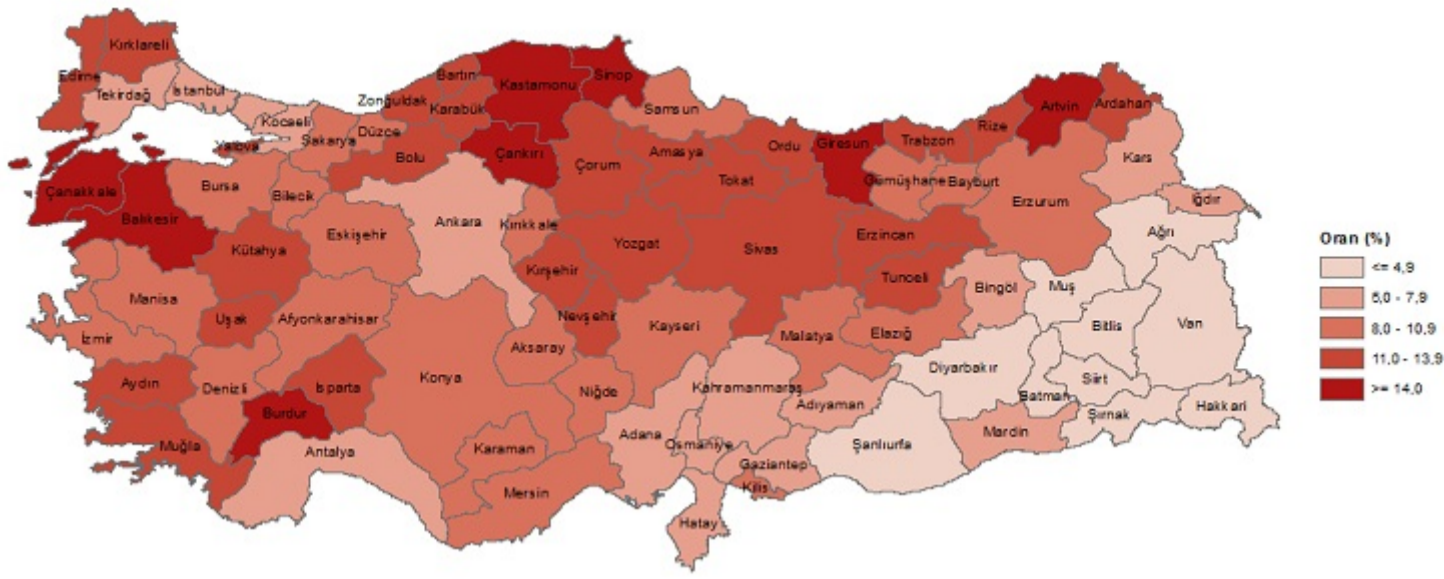 Kırklareli
Edirne
Tekirdağ
İstanbul
Kocaeli
Yalova
Sakarya
Düzce
Zonğuldak
Bartın
Karabük
Kastamonu
Sinop
Samsun
Bolu
Çankırı
Çorum
Amasya
Ordu
Giresun
Trabzon
Rize
Artvin
Ardahan
Tokat
Gümüşhane
Bayburt
Kars
Çanakkale
Balıkesir
Bursa
Bilecik
Ankara
Kırıkkale
Erzurum
Iğdır
Ağrı
Kütahya
Eskişehir
Yozgat
Sivas
Erzincan
Kırşehir
Tunceli
Bingöl
Muş
Manisa
Uşak
Afyonkarahisar
Nevşehir
Kayseri
Malatya
Elazığ
Bitlis
Van
İzmir
Aksaray
Diyarbakır
Aydın
Denizli
Isparta
Konya
Niğde
Kahramanmaraş
Adıyaman
Batman
Siirt
Şırnak
Hakkari
Burdur
Muğla
Antalya
Karaman
Adana
Osmaniye
Şanlıurfa
Mardin
Gaziantep
Mersin
Kilis
Hatay
Oran (%)
<= 4,9
5,0 - 7,9
8,0 - 10,9
11,0 - 13,9
>= 14,0